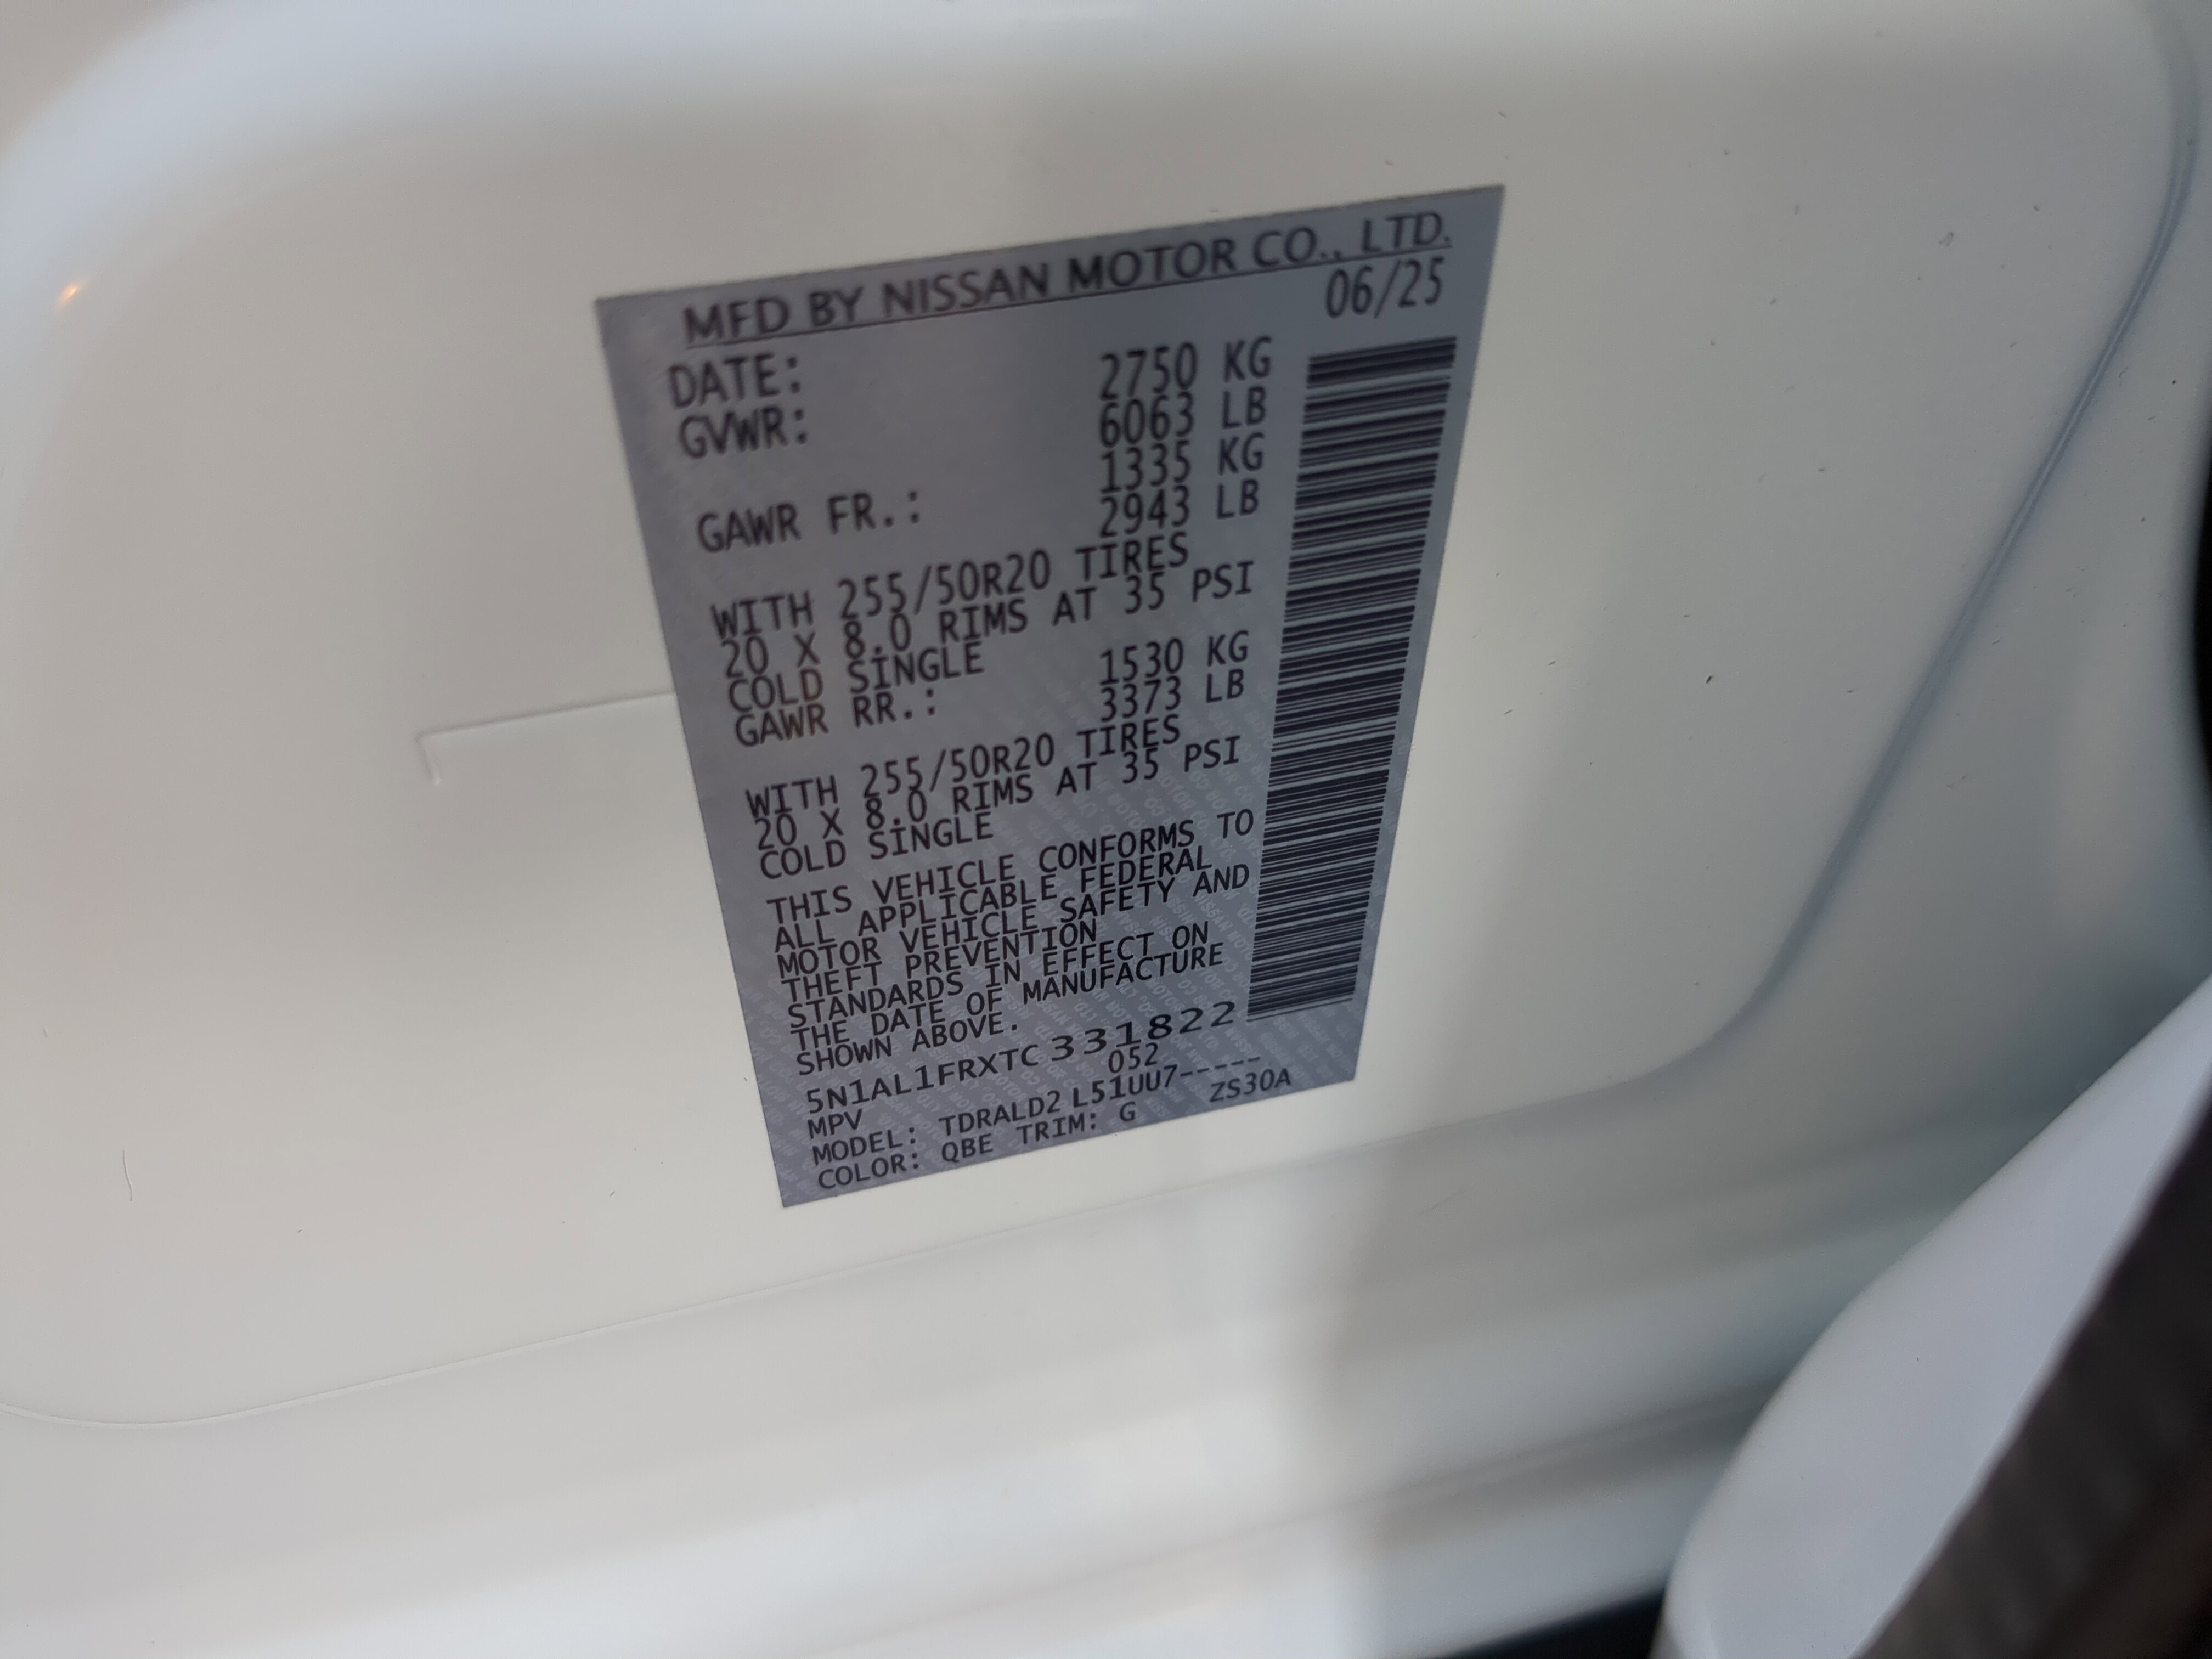 MFD BY NISSAN MOTOR CO., LTD.
DATE: 06/25
GVWR: 2750 KG
6063 LB
GAWR FR.: 1335 KG
2943 LB
WITH 255/50R20 TIRES
20 X 8.0 RIMS AT 35 PSI
COLD SINGLE
GAWR RR.: 1530 KG
3373 LB
WITH 255/50R20 TIRES
20 X 8.0 RIMS AT 35 PSI
COLD SINGLE
THIS VEHICLE CONFORMS TO
ALL APPLICABLE FEDERAL
MOTOR VEHICLE SAFETY AND
THEFT PREVENTION
STANDARDS IN EFFECT ON
THE DATE OF MANUFACTURE
SHOWN ABOVE.
5N1AL1FRXTC331822
MPV 052
MODEL: TDRALD2 L51UU7-----
COLOR: QBE TRIM: G ZS30A